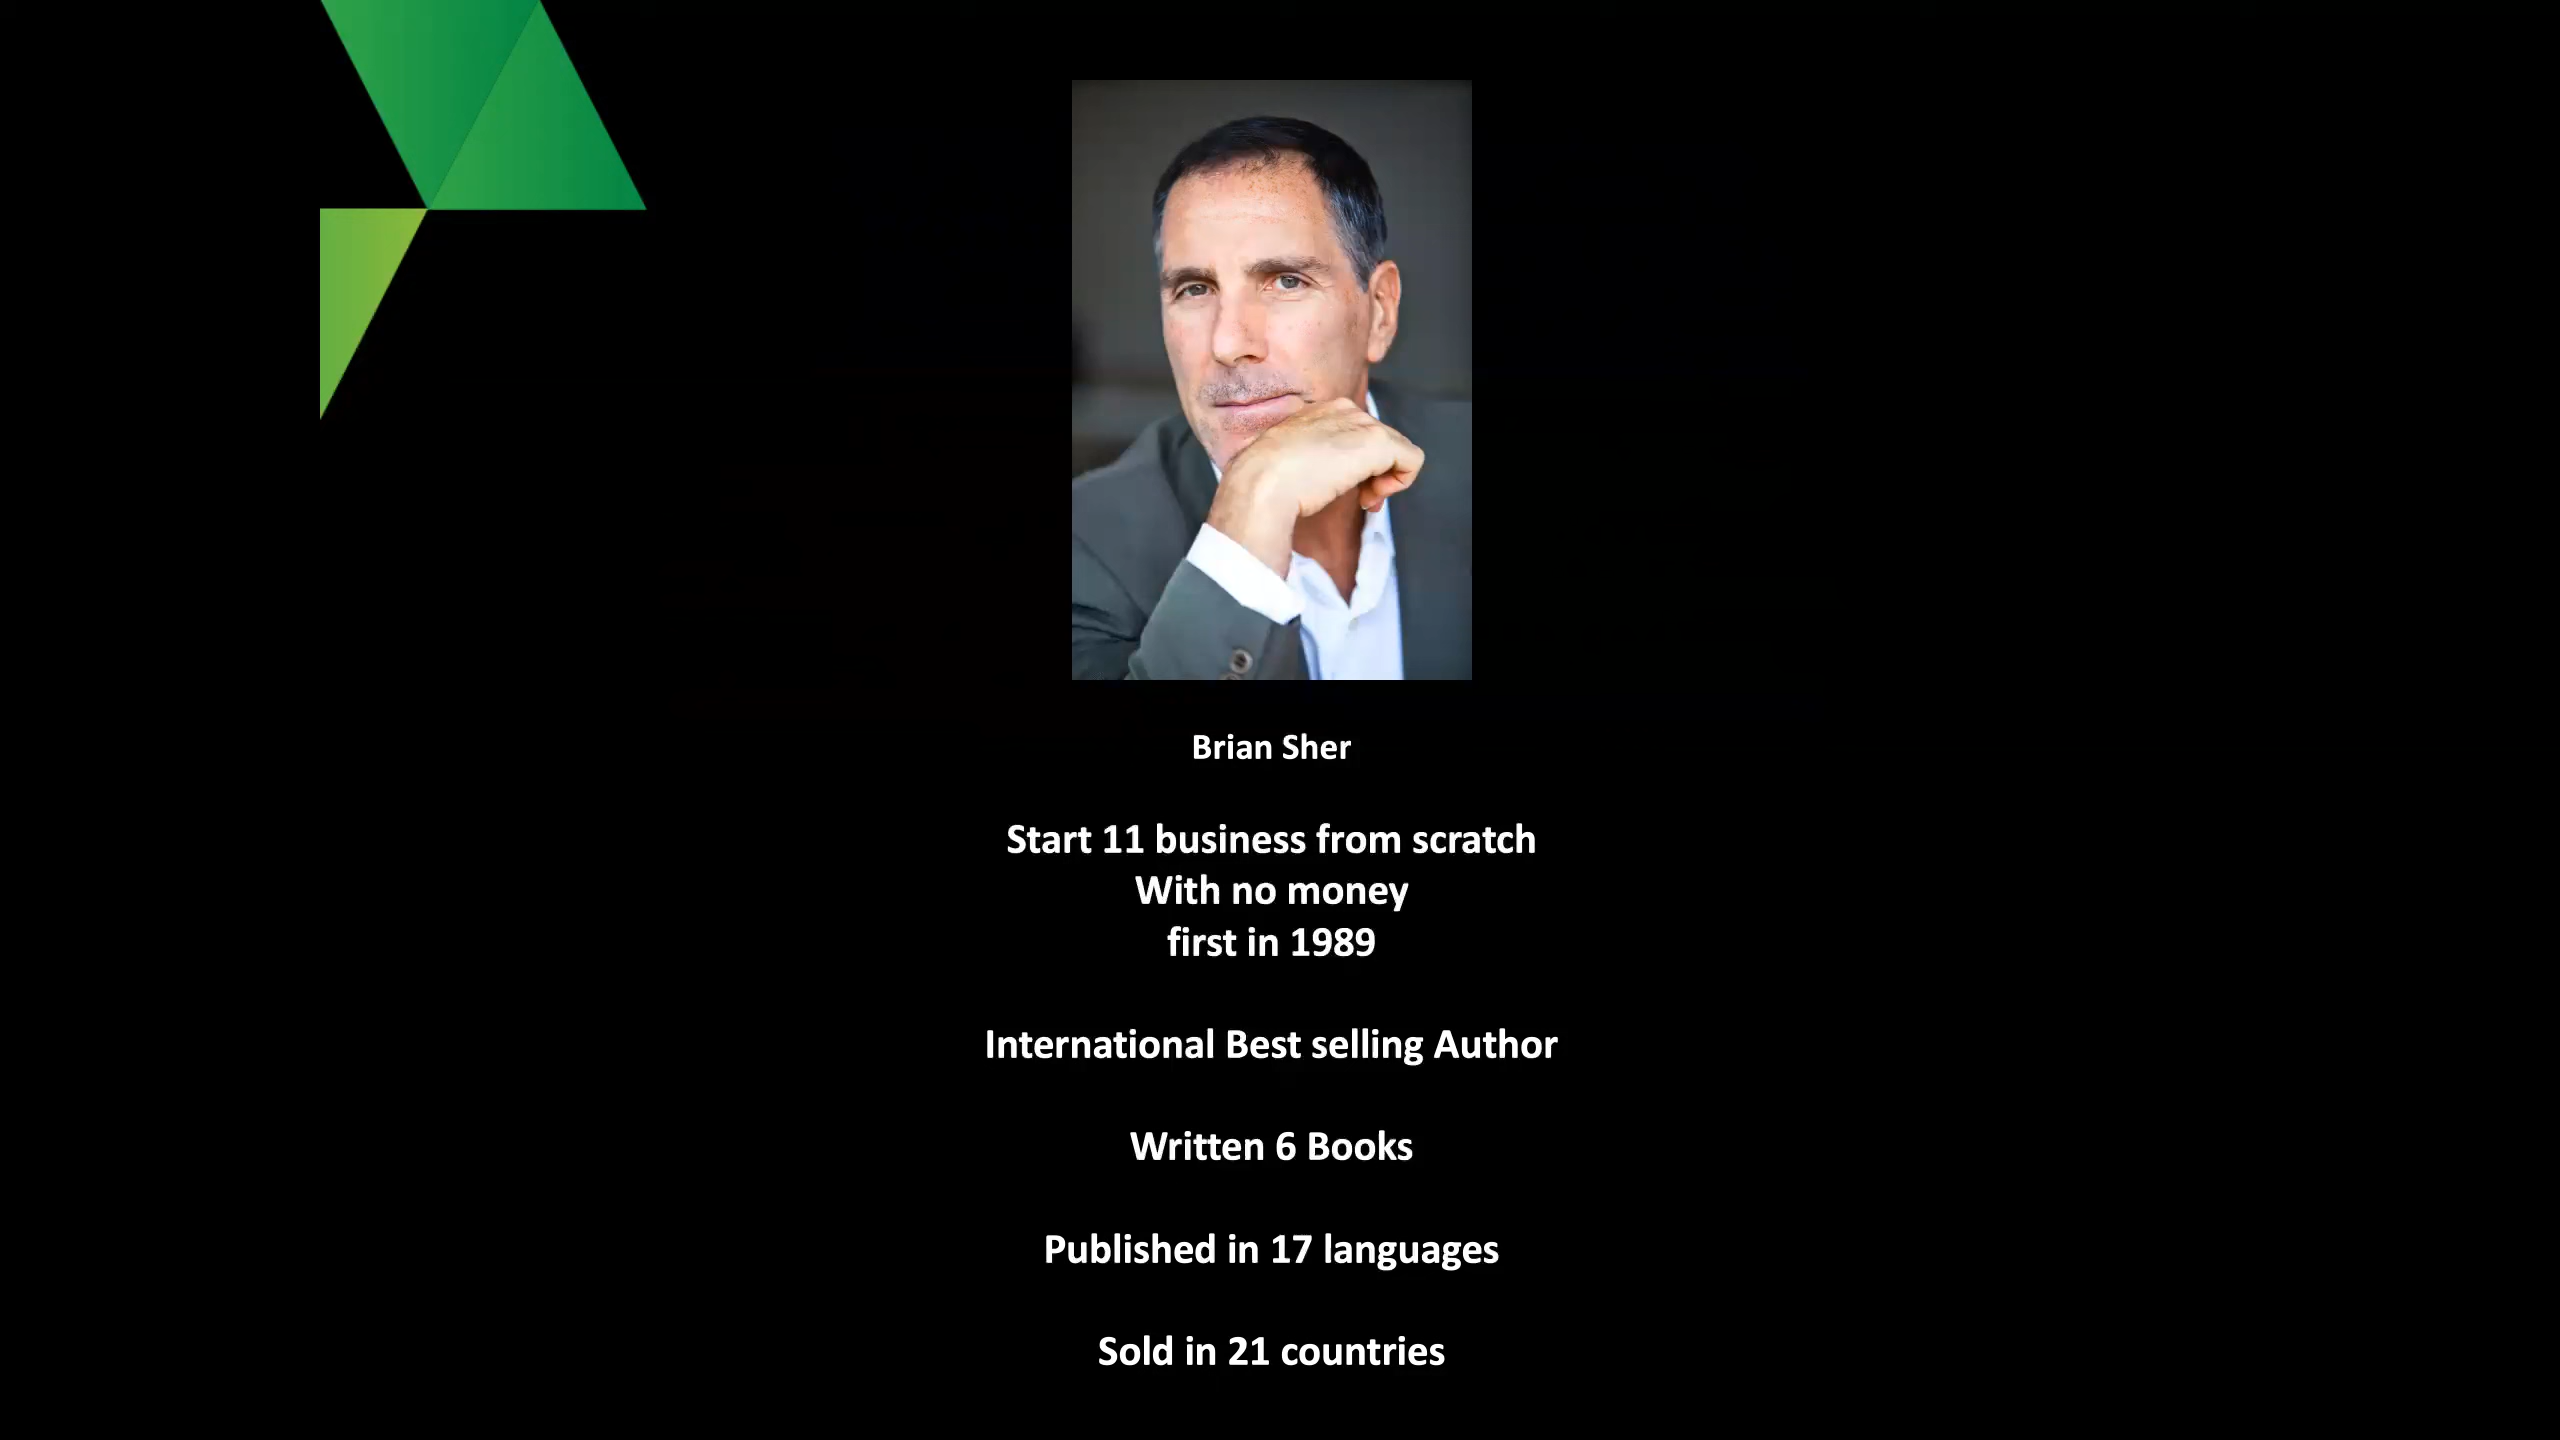 Brian Sher
Start 11 business from scratch
With no money
first in 1989
International Best selling Author
Written 6 Books
Published in 17 languages
Sold in 21 countries